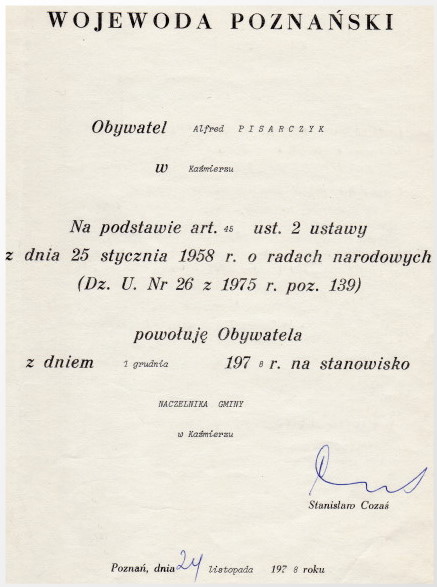 WOJEWODA POZNAŃSKI
Obywatel Alfred PISARCZYK
w Kaźmierzu
Na podstawie art. 45 ust. 2 ustawy
z dnia 25 stycznia 1958 r. o radach narodowych
(Dz. U. Nr 26 z 1975 r. poz. 139)
powołuję Obywatela
z dniem 1 grudnia 1978 r. na stanowisko
NACZELNIKA GMINY
w Kaźmierzu
Stanisław Cozaś
Poznań, dnia 24 listopada 1978 roku